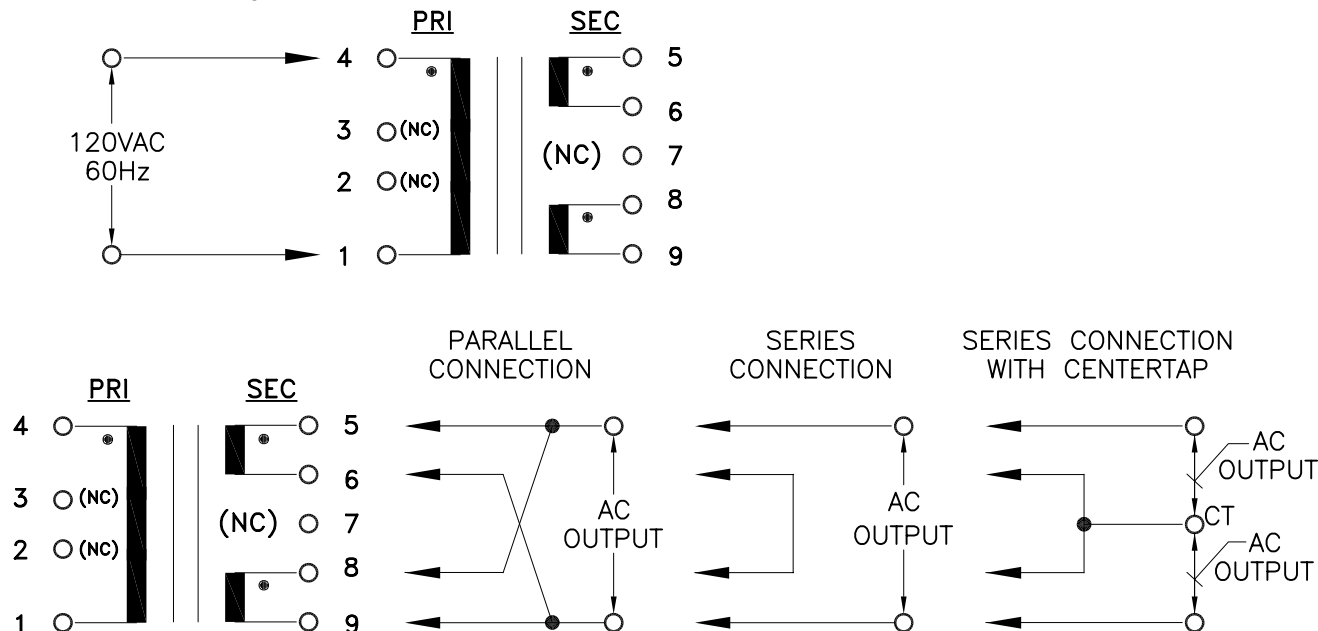 PRI SEC
4 5
3 (NC) 6
120VAC
60Hz
(NC) 7
2 (NC)
8
1 9
PARALLEL
CONNECTION
SERIES
CONNECTION
SERIES CONNECTION
WITH CENTERTAP
PRI SEC
4 5
6
3 (NC)
(NC) 7
2 (NC)
8
1 9
AC
OUTPUT
AC
OUTPUT
AC
OUTPUT
CT
AC
OUTPUT